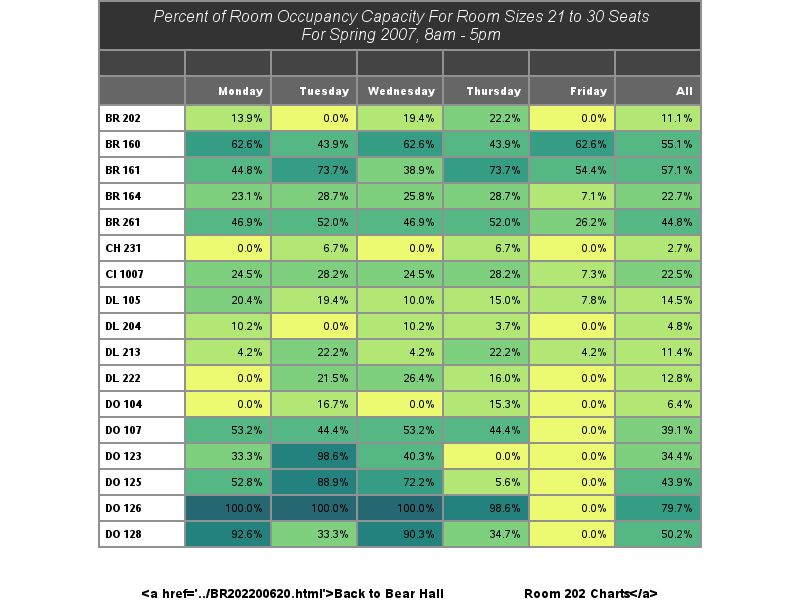 Percent of Room Occupancy Capacity For Room Sizes 21 to 30 Seats
For Spring 2007, 8am - 5pm
Monday Tuesday Wednesday Thursday Friday All
BR 202 13.9% 0.0% 19.4% 22.2% 0.0% 11.1%
BR 160 62.6% 43.9% 62.6% 43.9% 62.6% 55.1%
BR 161 44.8% 73.7% 38.9% 73.7% 54.4% 57.1%
BR 164 23.1% 28.7% 25.8% 28.7% 7.1% 22.7%
BR 261 46.9% 52.0% 46.9% 52.0% 26.2% 44.8%
CH 231 0.0% 6.7% 0.0% 6.7% 0.0% 2.7%
CI 1007 24.5% 28.2% 24.5% 28.2% 7.3% 22.5%
DL 105 20.4% 19.4% 10.0% 15.0% 7.8% 14.5%
DL 204 10.2% 0.0% 10.2% 3.7% 0.0% 4.8%
DL 213 4.2% 22.2% 4.2% 22.2% 4.2% 11.4%
DL 222 0.0% 21.5% 26.4% 16.0% 0.0% 12.8%
DO 104 0.0% 16.7% 0.0% 15.3% 0.0% 6.4%
DO 107 53.2% 44.4% 53.2% 44.4% 0.0% 39.1%
DO 123 33.3% 98.6% 40.3% 0.0% 0.0% 34.4%
DO 125 52.8% 88.9% 72.2% 5.6% 0.0% 43.9%
DO 126 100.0% 100.0% 100.0% 98.6% 0.0% 79.7%
DO 128 92.6% 33.3% 90.3% 34.7% 0.0% 50.2%
<a href='../BR202200620.html'>Back to Bear Hall Room 202 Charts</a>